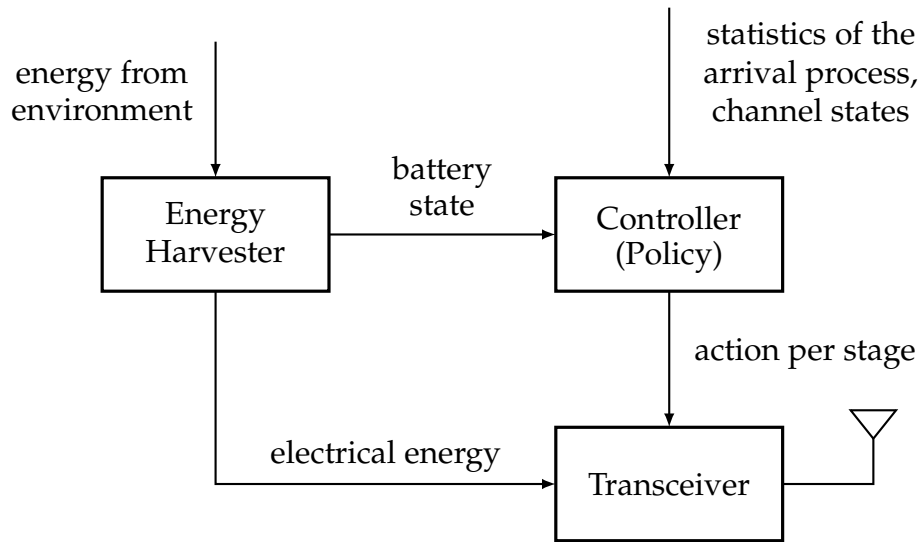 energy from
environment
statistics of the
arrival process,
channel states
battery
state
Energy
Harvester
Controller
(Policy)
action per stage
electrical energy
Transceiver